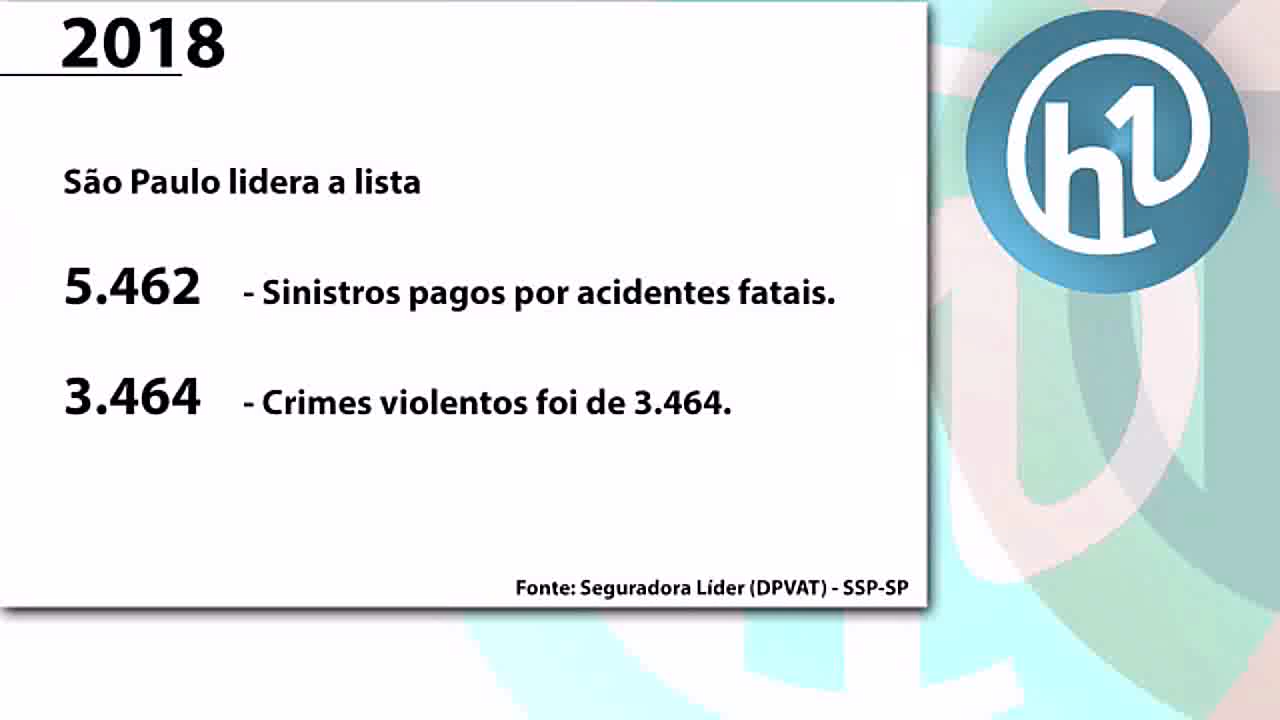 2018
h1
São Paulo lidera a lista
5.462 - Sinistros pagos por acidentes fatais.
3.464 - Crimes violentos foi de 3.464.
Fonte: Seguradora Líder (DPVAT) - SSP-SP